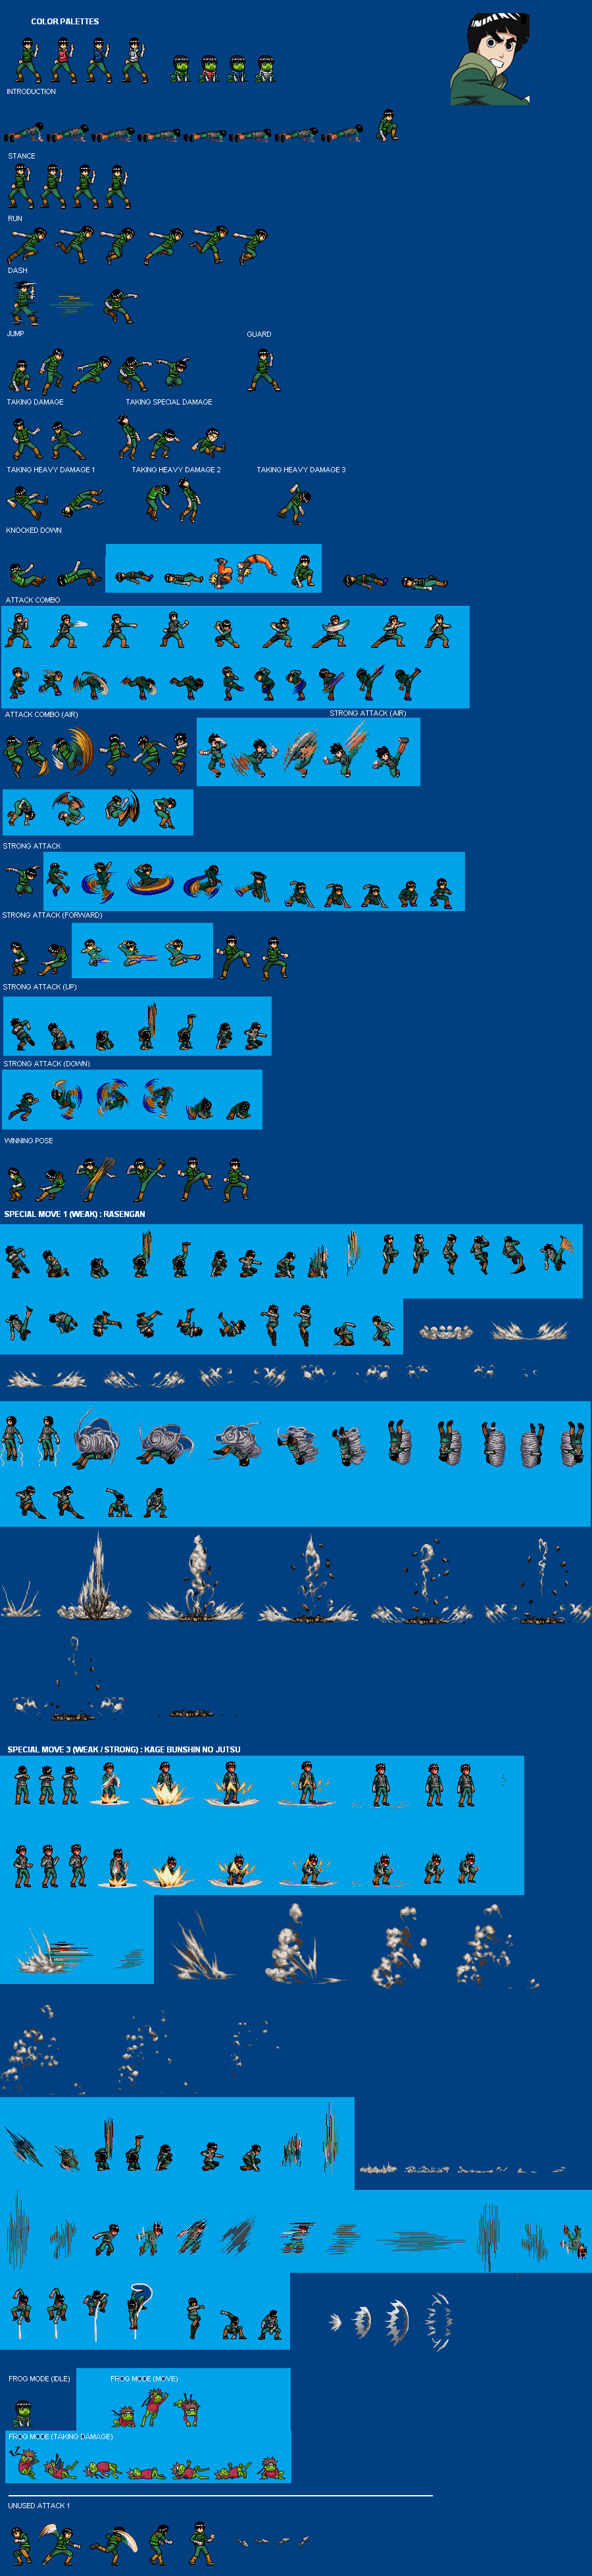 COLOR PALETTES
INTRODUCTION
STANCE
RUN
DASH
JUMP
GUARD
TAKING DAMAGE
TAKING SPECIAL DAMAGE
TAKING HEAVY DAMAGE 1
TAKING HEAVY DAMAGE 2
TAKING HEAVY DAMAGE 3
KNOCKED DOWN
ATTACK COMBO
ATTACK COMBO (AIR)
STRONG ATTACK (AIR)
STRONG ATTACK
STRONG ATTACK (FORWARD)
STRONG ATTACK (UP)
STRONG ATTACK (DOWN)
WINNING POSE
SPECIAL MOVE 1 (WEAK) : RASENGAN
SPECIAL MOVE 3 (WEAK / STRONG) : KAGE BUNSHIN NO JUTSU
FROG MODE (IDLE)
FROG MODE (MOVE)
FROG MODE (TAKING DAMAGE)
UNUSED ATTACK 1